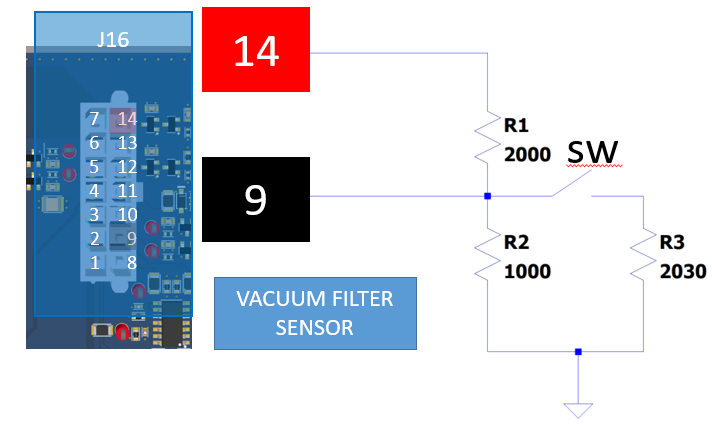 J16
14
7 14
6 13
5 12
4 11
3 10
2 9
1 8
9
VACUUM FILTER
SENSOR
R1
2000
SW
R2
1000
R3
2030